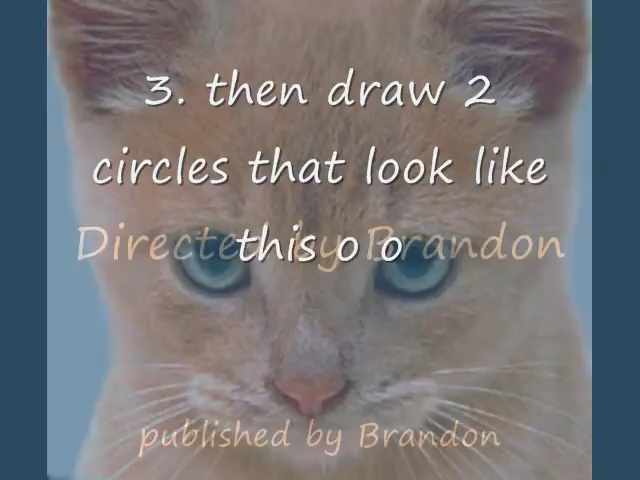 3. then draw 2
circles that look like
this o o
Directed by Brandon
published by Brandon